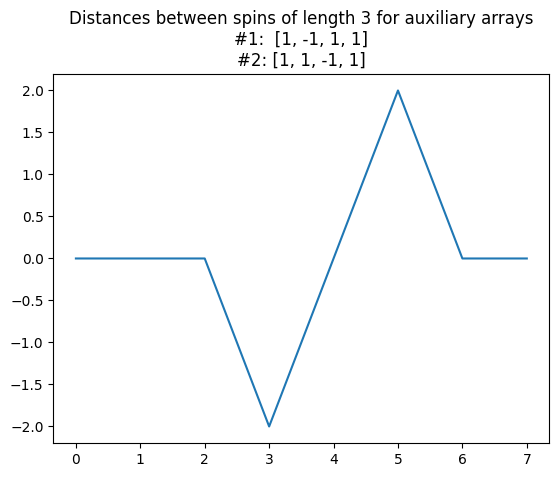 Distances between spins of length 3 for auxiliary arrays
#1:  [1, -1, 1, 1]
#2: [1, 1, -1, 1]
2.0
1.5
1.0
0.5
0.0
−0.5
−1.0
−1.5
−2.0
0 1 2 3 4 5 6 7